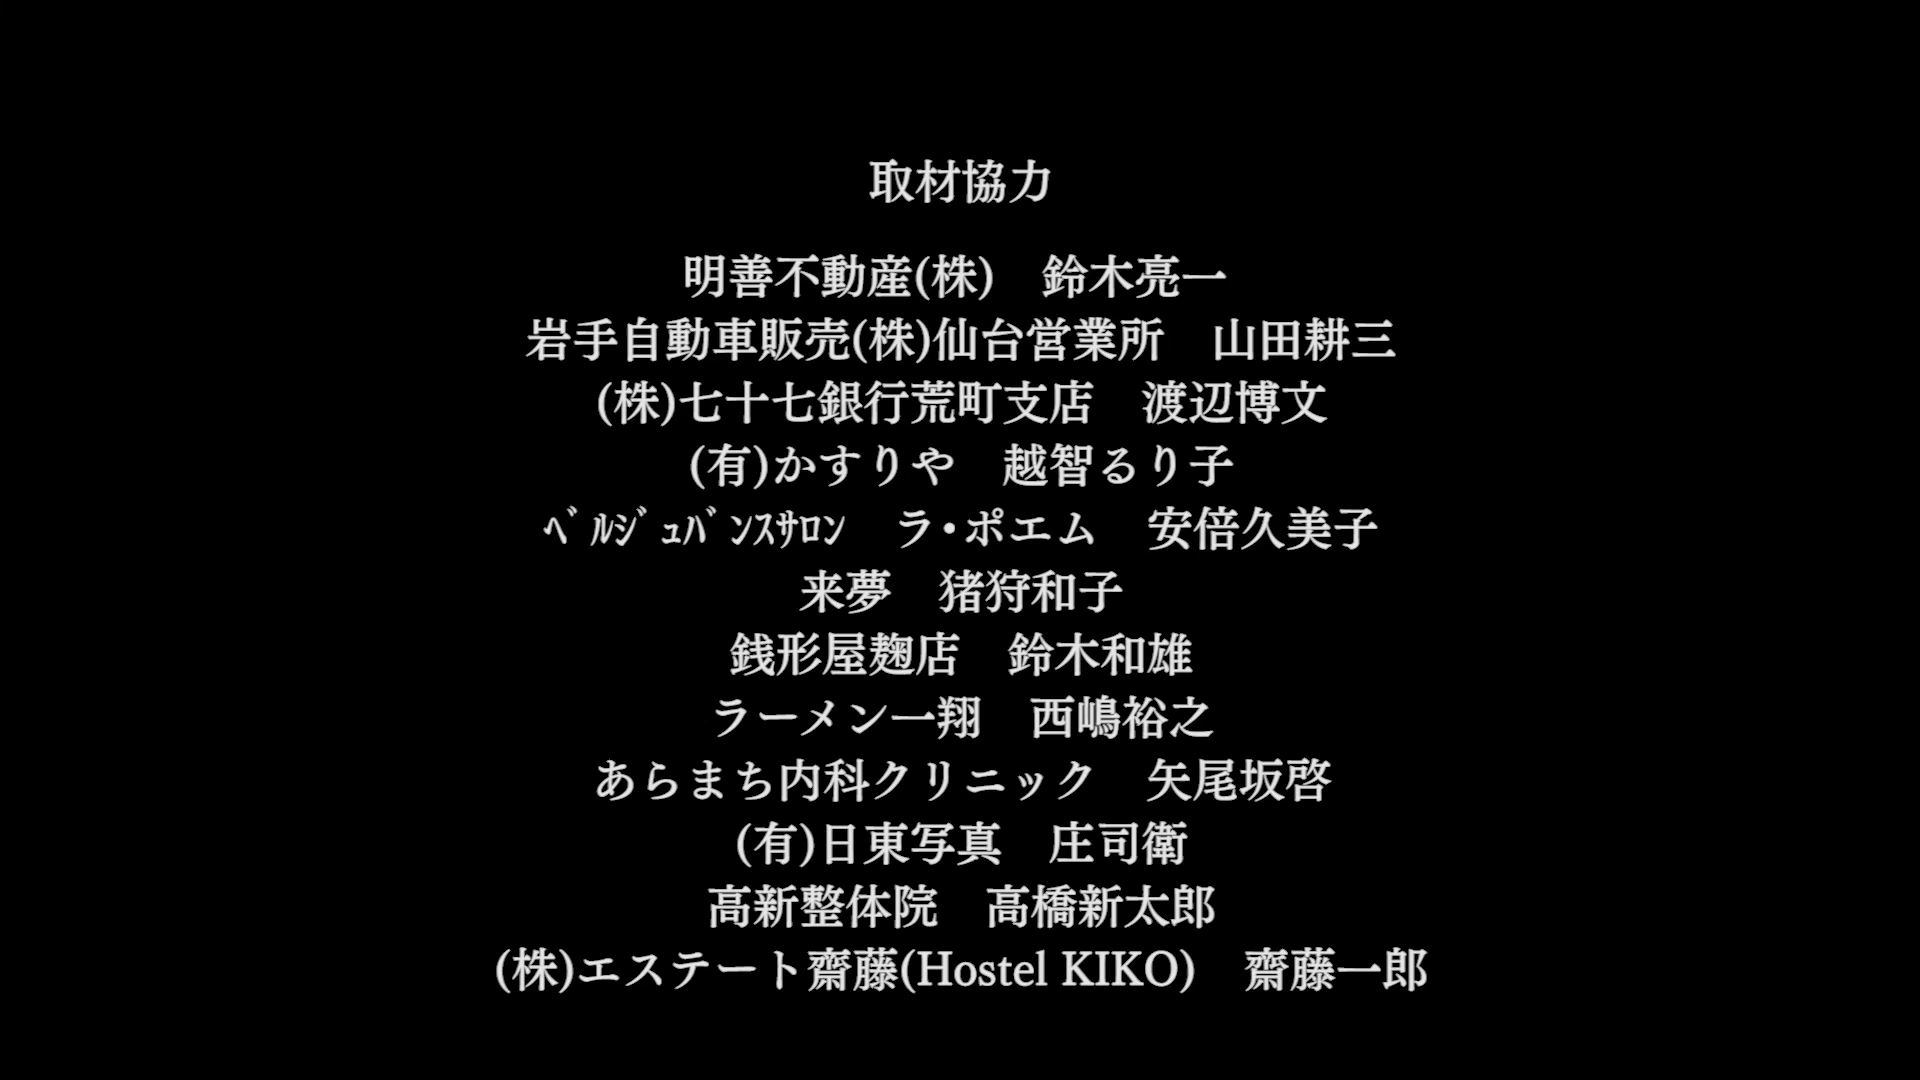 取材協力
明善不動産(株)　鈴木亮一
岩手自動車販売(株)仙台営業所　山田耕三
(株)七十七銀行荒町支店　渡辺博文
(有)かすりや　越智るり子
ﾍﾞﾙｼﾞｭﾊﾞﾝｽｻﾛﾝ　ラ・ポエム　安倍久美子
来夢　猪狩和子
銭形屋麹店　鈴木和雄
ラーメン一翔　西嶋裕之
あらまち内科クリニック　矢尾坂啓
(有)日東写真　庄司衛
高新整体院　高橋新太郎
(株)エステート齋藤(Hostel KIKO)　齋藤一郎